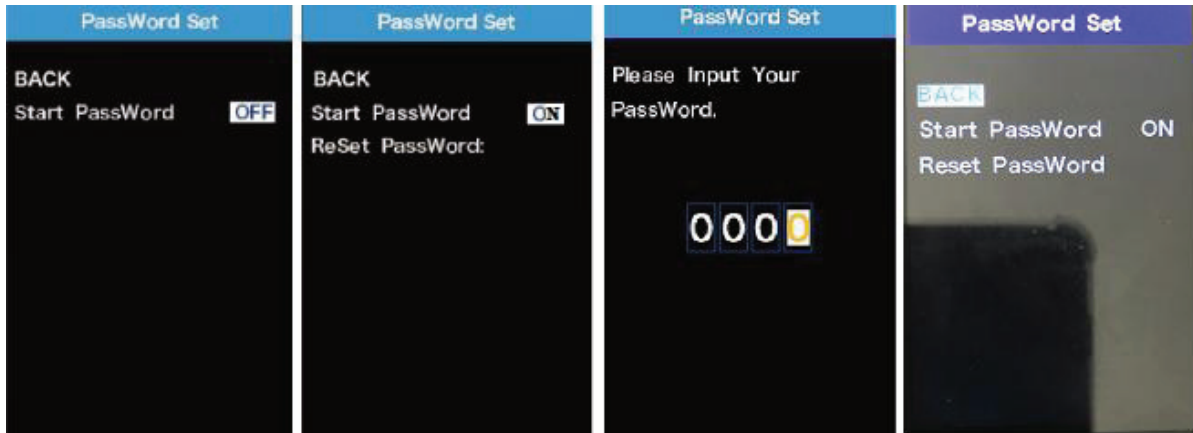 PassWord Set
BACK
Start PassWord OFF
PassWord Set
BACK
Start PassWord ON
ReSet PassWord:
PassWord Set
Please Input Your
PassWord.
0000
PassWord Set
BACK
Start PassWord ON
Reset PassWord